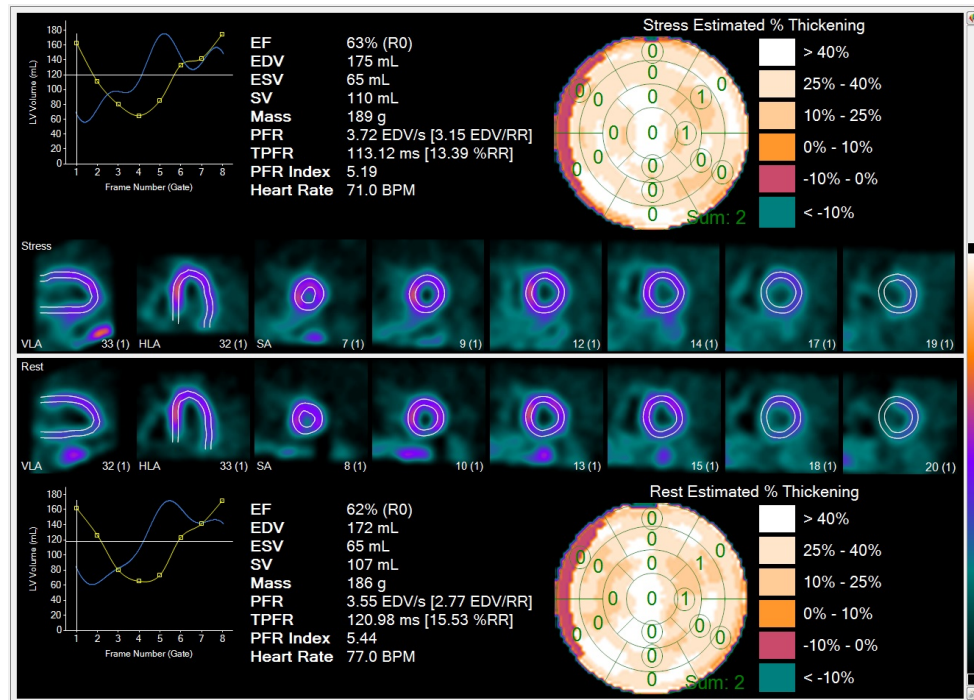 Stress Estimated % Thickening
180
160
140
120
100
80
60
40
20
0
LV Volume (mL)
1 2 3 4 5 6 7 8
Frame Number (Gate)
EF 63% (R0)
EDV 175 mL
ESV 65 mL
SV 110 mL
Mass 189 g
PFR 3.72 EDV/s [3.15 EDV/RR]
TPFR 113.12 ms [13.39 %RR]
PFR Index 5.19
Heart Rate 71.0 BPM
0
0
0 0 0 1
0 0 0 1
0
0 0 0 0
0
0
Sum: 2
> 40%
25% - 40%
10% - 25%
0% - 10%
-10% - 0%
< -10%
Stress
VLA 33 (1) HLA 32 (1) SA 7 (1) 9 (1) 12 (1) 14 (1) 17 (1) 19 (1)
Rest
VLA 32 (1) HLA 33 (1) SA 8 (1) 10 (1) 13 (1) 15 (1) 18 (1) 20 (1)
Rest Estimated % Thickening
180
160
140
120
100
80
60
40
20
0
LV Volume (mL)
1 2 3 4 5 6 7 8
Frame Number (Gate)
EF 62% (R0)
EDV 172 mL
ESV 65 mL
SV 107 mL
Mass 186 g
PFR 3.55 EDV/s [2.77 EDV/RR]
TPFR 120.98 ms [15.53 %RR]
PFR Index 5.44
Heart Rate 77.0 BPM
0
0
0 0 0 1
0 0 0 1
0
0 0 0 0
0
0
Sum: 2
> 40%
25% - 40%
10% - 25%
0% - 10%
-10% - 0%
< -10%